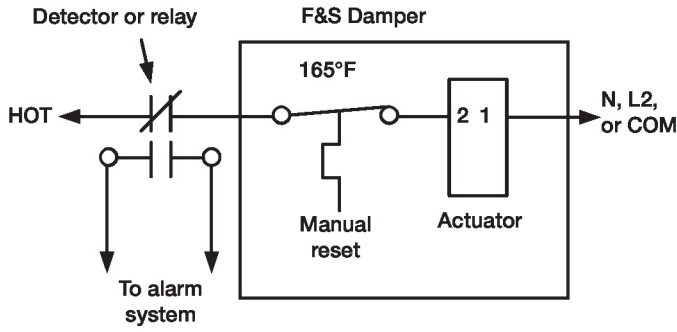 Detector or relay
F&S Damper
165°F
HOT
2 1
N, L2,
or COM
Manual
reset
Actuator
To alarm
system